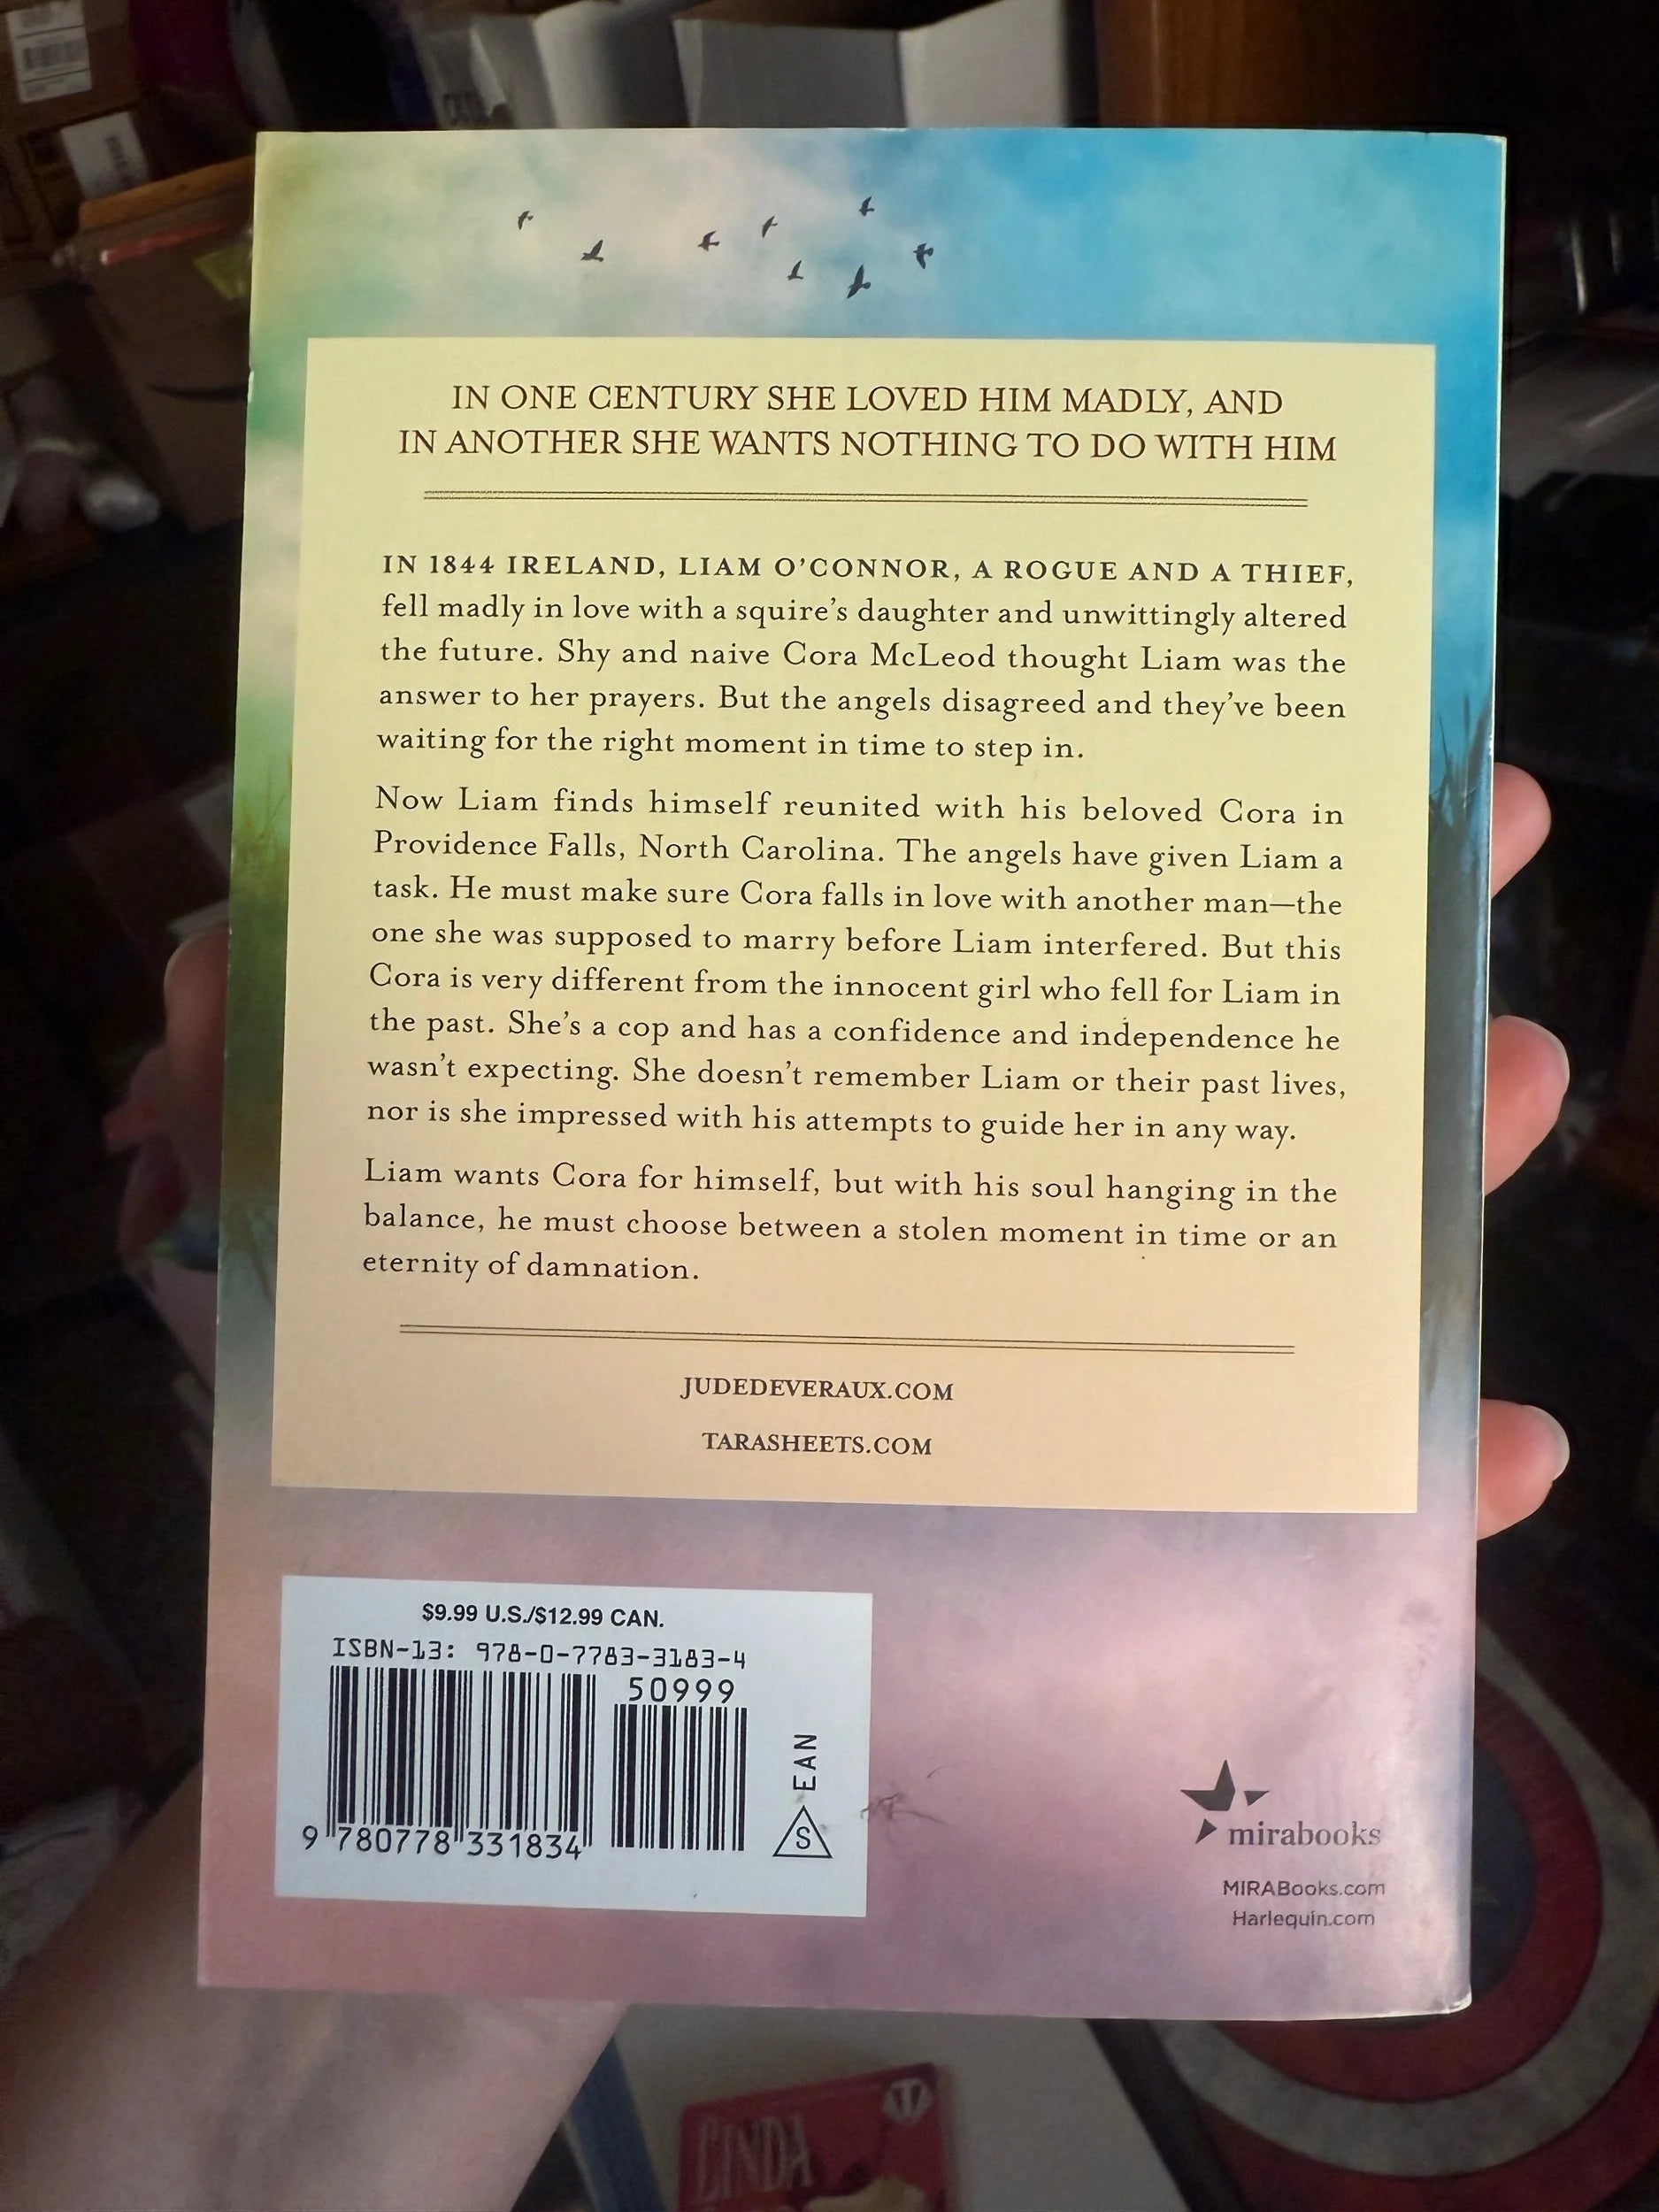 IN ONE CENTURY SHE LOVED HIM MADLY, AND
IN ANOTHER SHE WANTS NOTHING TO DO WITH HIM
IN 1844 IRELAND, LIAM O'CONNOR, A ROGUE AND A THIEF,
fell madly in love with a squire's daughter and unwittingly altered
the future. Shy and naive Cora McLeod thought Liam was the
answer to her prayers. But the angels disagreed and they've been
waiting for the right moment in time to step in.
Now Liam finds himself reunited with his beloved Cora in
Providence Falls, North Carolina. The angels have given Liam a
task. He must make sure Cora falls in love with another man—the
one she was supposed to marry before Liam interfered. But this
Cora is very different from the innocent girl who fell for Liam in
the past. She's a cop and has a confidence and independence he
wasn't expecting. She doesn't remember Liam or their past lives,
nor is she impressed with his attempts to guide her in any way.
Liam wants Cora for himself, but with his soul hanging in the
balance, he must choose between a stolen moment in time or an
eternity of damnation.
JUDEDEVERAUX.COM
TARASHEETS.COM
$9.99 U.S./$12.99 CAN.
ISBN-13: 978-0-7783-3183-4
50999
EAN
S
9 780778 331834
mirabooks
MIRABooks.com
Harlequin.com
LINDA